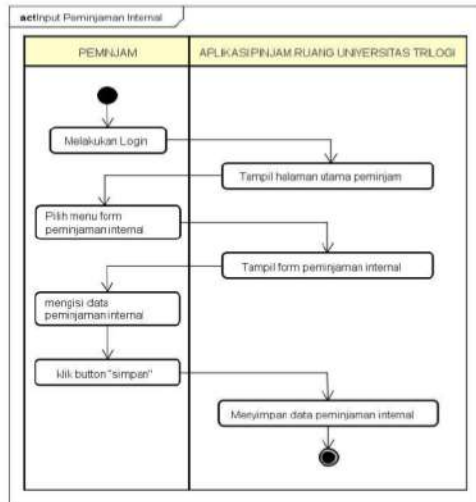 actInput Peminjaman Internal
PEMNJAM
APLIKASI PINJAM RUANG UNIVERSITAS TRILOGI
Melakukan Login
Tampil halaman utama peminjam
Pilih menu form
peminjaman internal
Tampil form peminjaman internal
mengisi data
peminjaman internal
klik button "simpan"
Menyimpan data peminjaman internal